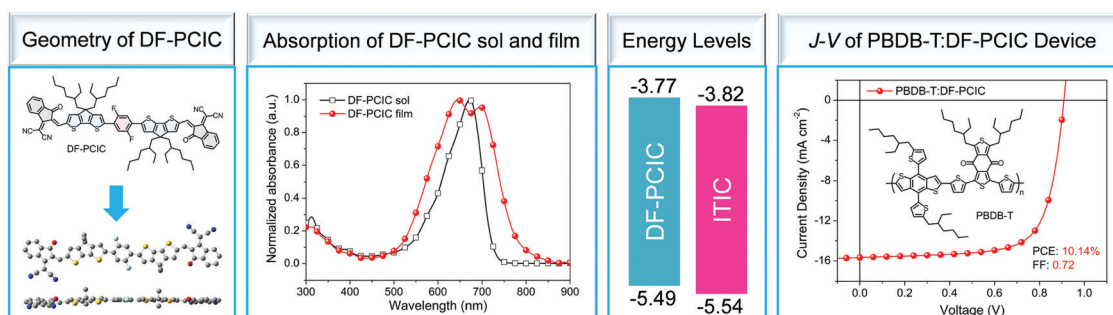 Geometry of DF-PCIC
Absorption of DF-PCIC sol and film
Energy Levels
J-V of PBDB-T:DF-PCIC Device
NC
CN
O
S
S
F
F
S
S
O
CN
NC
DF-PCIC
Normalized absorbance (a.u.)
1.0
0.8
0.6
0.4
0.2
0.0
DF-PCIC sol
DF-PCIC film
300 400 500 600 700 800 900
Wavelength (nm)
-3.77
-3.82
DF-PCIC
ITIC
-5.49
-5.54
Current Density (mA cm-2)
0
-4
-8
-12
-16
PBDB-T:DF-PCIC
O
O
S
S
S
S
S
S
S
n
PBDB-T
PCE: 10.14%
FF: 0.72
0.0 0.2 0.4 0.6 0.8 1.0
Voltage (V)